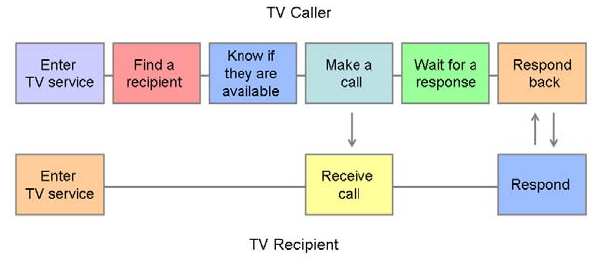 TV Caller
Enter
TV service
Find a
recipient
Know if
they are
available
Make a
call
Wait for a
response
Respond
back
Enter
TV service
Receive
call
Respond
TV Recipient